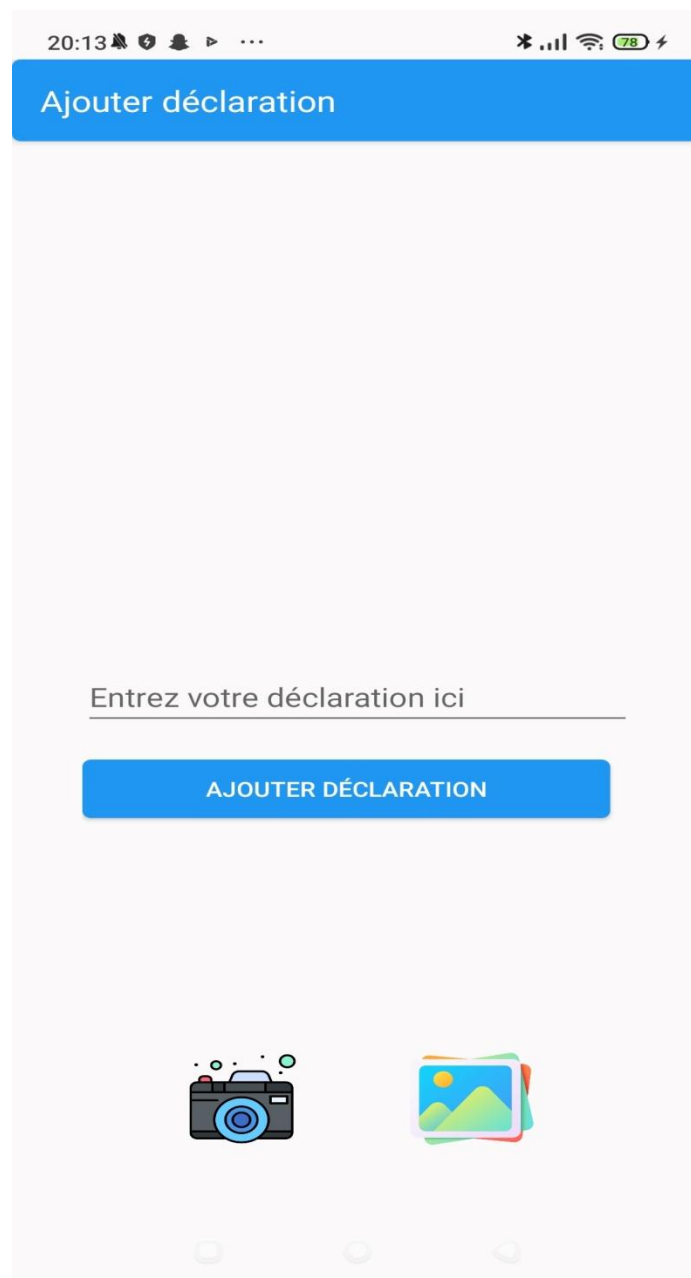 20:13
78
Ajouter déclaration
Entrez votre déclaration ici
AJOUTER DÉCLARATION